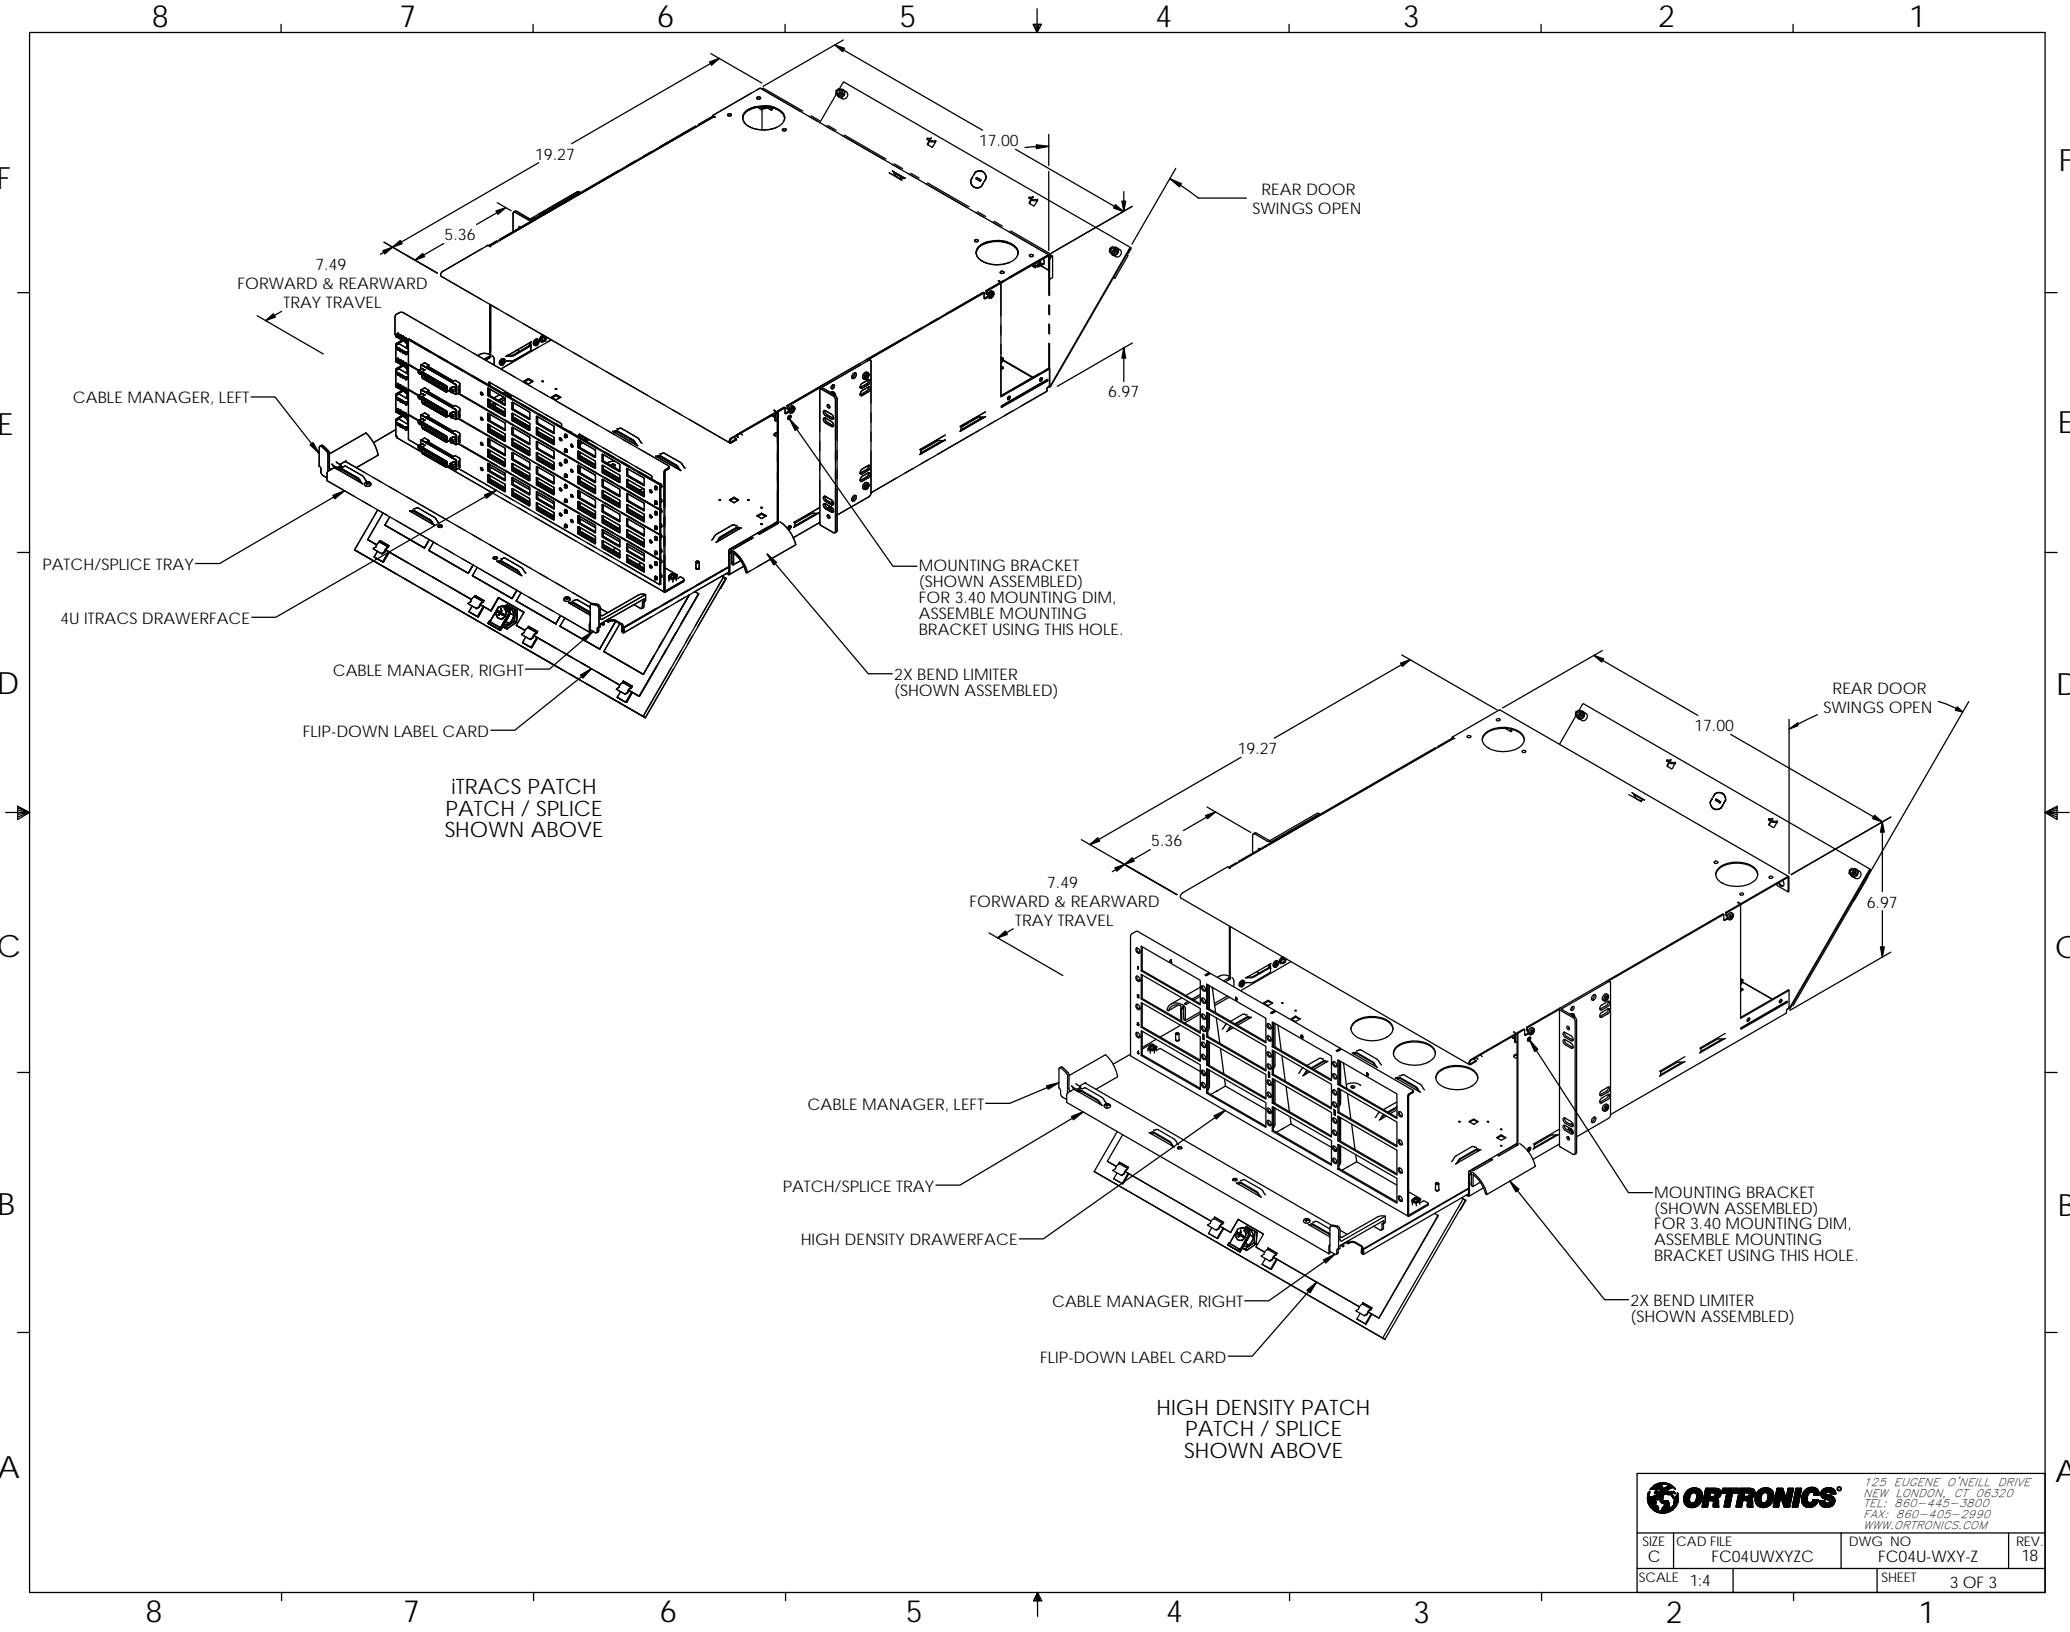 8 7 6 5 4 3 2 1
F
F
17.00
19.27
REAR DOOR
SWINGS OPEN
5.36
7.49
FORWARD & REARWARD
TRAY TRAVEL
6.97
CABLE MANAGER, LEFT
E
E
PATCH/SPLICE TRAY
MOUNTING BRACKET
(SHOWN ASSEMBLED)
FOR 3.40 MOUNTING DIM,
ASSEMBLE MOUNTING
BRACKET USING THIS HOLE.
4U ITRACS DRAWERFACE
CABLE MANAGER, RIGHT
2X BEND LIMITER
(SHOWN ASSEMBLED)
FLIP-DOWN LABEL CARD
D
D
iTRACS PATCH
PATCH / SPLICE
SHOWN ABOVE
REAR DOOR
SWINGS OPEN
17.00
19.27
5.36
7.49
FORWARD & REARWARD
TRAY TRAVEL
6.97
C
C
CABLE MANAGER, LEFT
PATCH/SPLICE TRAY
HIGH DENSITY DRAWERFACE
MOUNTING BRACKET
(SHOWN ASSEMBLED)
FOR 3.40 MOUNTING DIM,
ASSEMBLE MOUNTING
BRACKET USING THIS HOLE.
B
B
CABLE MANAGER, RIGHT
2X BEND LIMITER
(SHOWN ASSEMBLED)
FLIP-DOWN LABEL CARD
HIGH DENSITY PATCH
PATCH / SPLICE
SHOWN ABOVE
A
A
ORTRONICS®
125 EUGENE O'NEILL DRIVE
NEW LONDON, CT 06320
TEL: 860-445-3800
FAX: 860-405-2990
WWW.ORTRONICS.COM
SIZE CAD FILE DWG NO REV.
C FC04UWXYZC FC04U-WXY-Z 18
SCALE 1:4 SHEET 3 OF 3
8 7 6 5 4 3 2 1